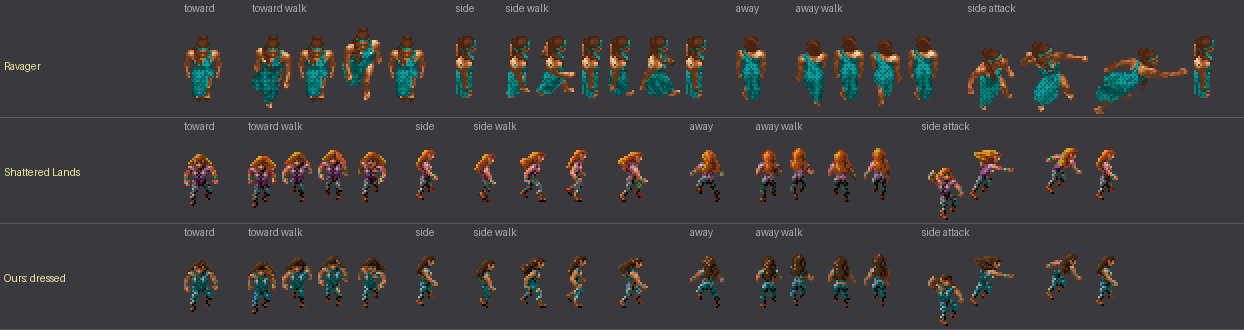 toward toward walk side side walk away away walk side attack
Ravager
toward toward walk side side walk away away walk side attack
Shattered Lands
toward toward walk side side walk away away walk side attack
Ours: dressed